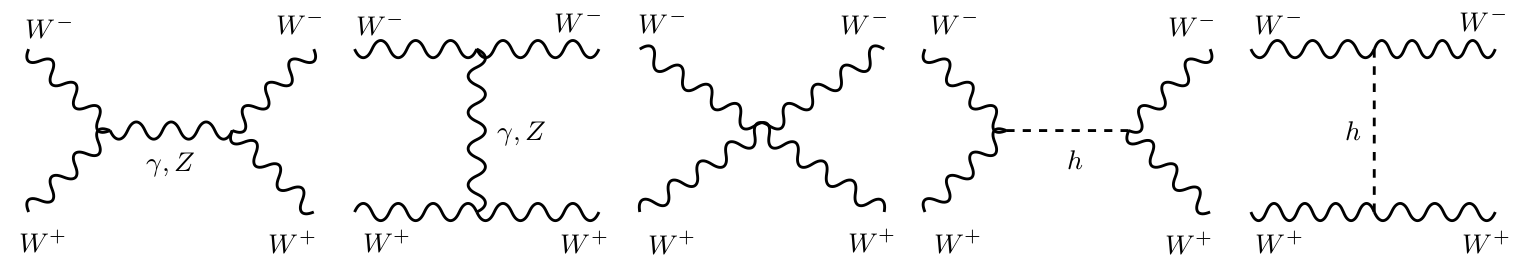 W⁻ W⁻ W⁻ W⁻ W⁻ W⁻ W⁻ W⁻ W⁻ W⁻
γ, Z γ, Z h h
W⁺ W⁺ W⁺ W⁺ W⁺ W⁺ W⁺ W⁺ W⁺ W⁺